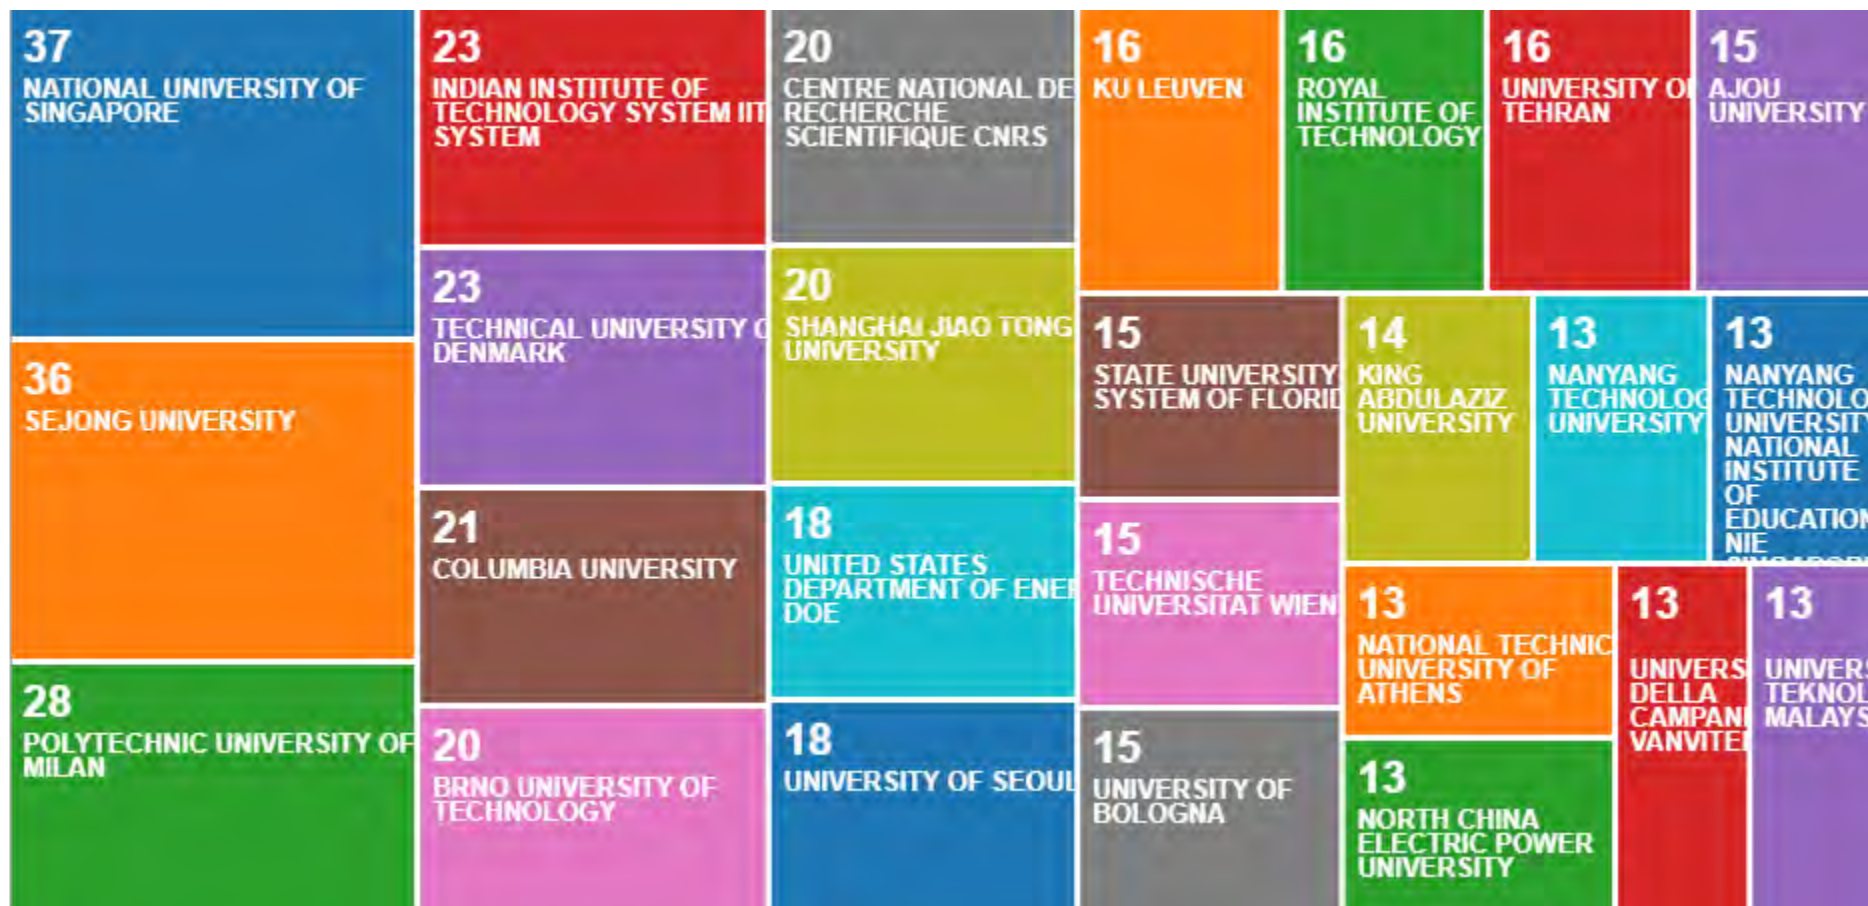 37
NATIONAL UNIVERSITY OF
SINGAPORE
36
SEJONG UNIVERSITY
28
POLYTECHNIC UNIVERSITY OF
MILAN
23
INDIAN INSTITUTE OF
TECHNOLOGY SYSTEM IIT
SYSTEM
23
TECHNICAL UNIVERSITY O
DENMARK
21
COLUMBIA UNIVERSITY
20
BRNO UNIVERSITY OF
TECHNOLOGY
20
CENTRE NATIONAL DE
RECHERCHE
SCIENTIFIQUE CNRS
20
SHANGHAI JIAO TONG
UNIVERSITY
18
UNITED STATES
DEPARTMENT OF ENER
DOE
18
UNIVERSITY OF SEOUL
16
KU LEUVEN
16
ROYAL
INSTITUTE OF
TECHNOLOGY
16
UNIVERSITY OF
TEHRAN
15
AJOU
UNIVERSITY
15
STATE UNIVERSITY
SYSTEM OF FLORID
15
TECHNISCHE
UNIVERSITAT WIEN
15
UNIVERSITY OF
BOLOGNA
14
KING
ABDULAZIZ
UNIVERSITY
13
NANYANG
TECHNOLOG
UNIVERSITY
13
NANYANG
TECHNOLO
UNIVERSITY
NATIONAL
INSTITUTE
OF
EDUCATION
NIE
13
NATIONAL TECHNIC
UNIVERSITY OF
ATHENS
13
NORTH CHINA
ELECTRIC POWER
UNIVERSITY
13
UNIVERS
DELLA
CAMPANI
VANVITEL
13
UNIVERS
TEKNOL
MALAYS